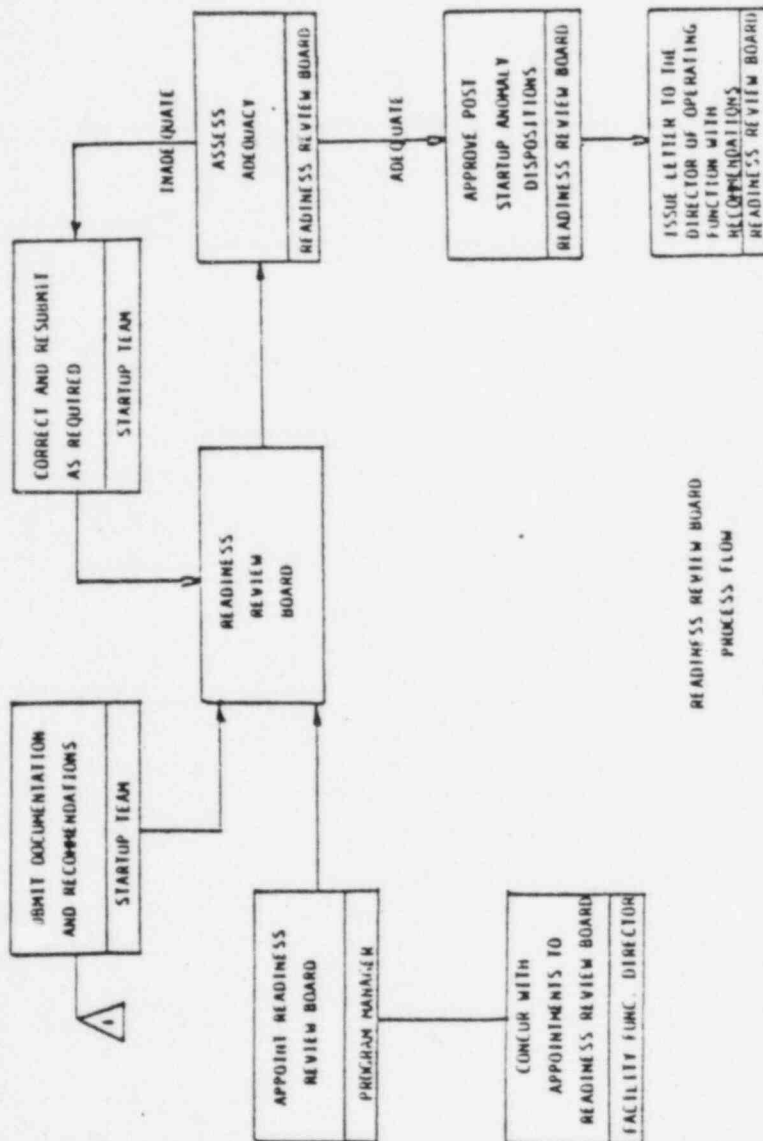 UBMIT DOCUMENTATION
AND RECOMMENDATIONS
STARTUP TEAM
CORRECT AND RESUBMIT
AS REQUIRED
STARTUP TEAM
APPOINT READINESS
REVIEW BOARD
PROGRAM MANAGER
READINESS
REVIEW
BOARD
INADEQUATE
ASSESS
ADEQUACY
READINESS REVIEW BOARD
ADEQUATE
CONCUR WITH
APPOINTMENTS TO
READINESS REVIEW BOARD
FACILITY FUNC. DIRECTOR
APPROVE POST
STARTUP ANOMALY
DISPOSITIONS
READINESS REVIEW BOARD
ISSUE LETTER TO THE
DIRECTOR OF OPERATING
FUNCTION WITH
RECOMMENDATIONS
READINESS REVIEW BOARD
READINESS REVIEW BOARD
PROCESS FLOW